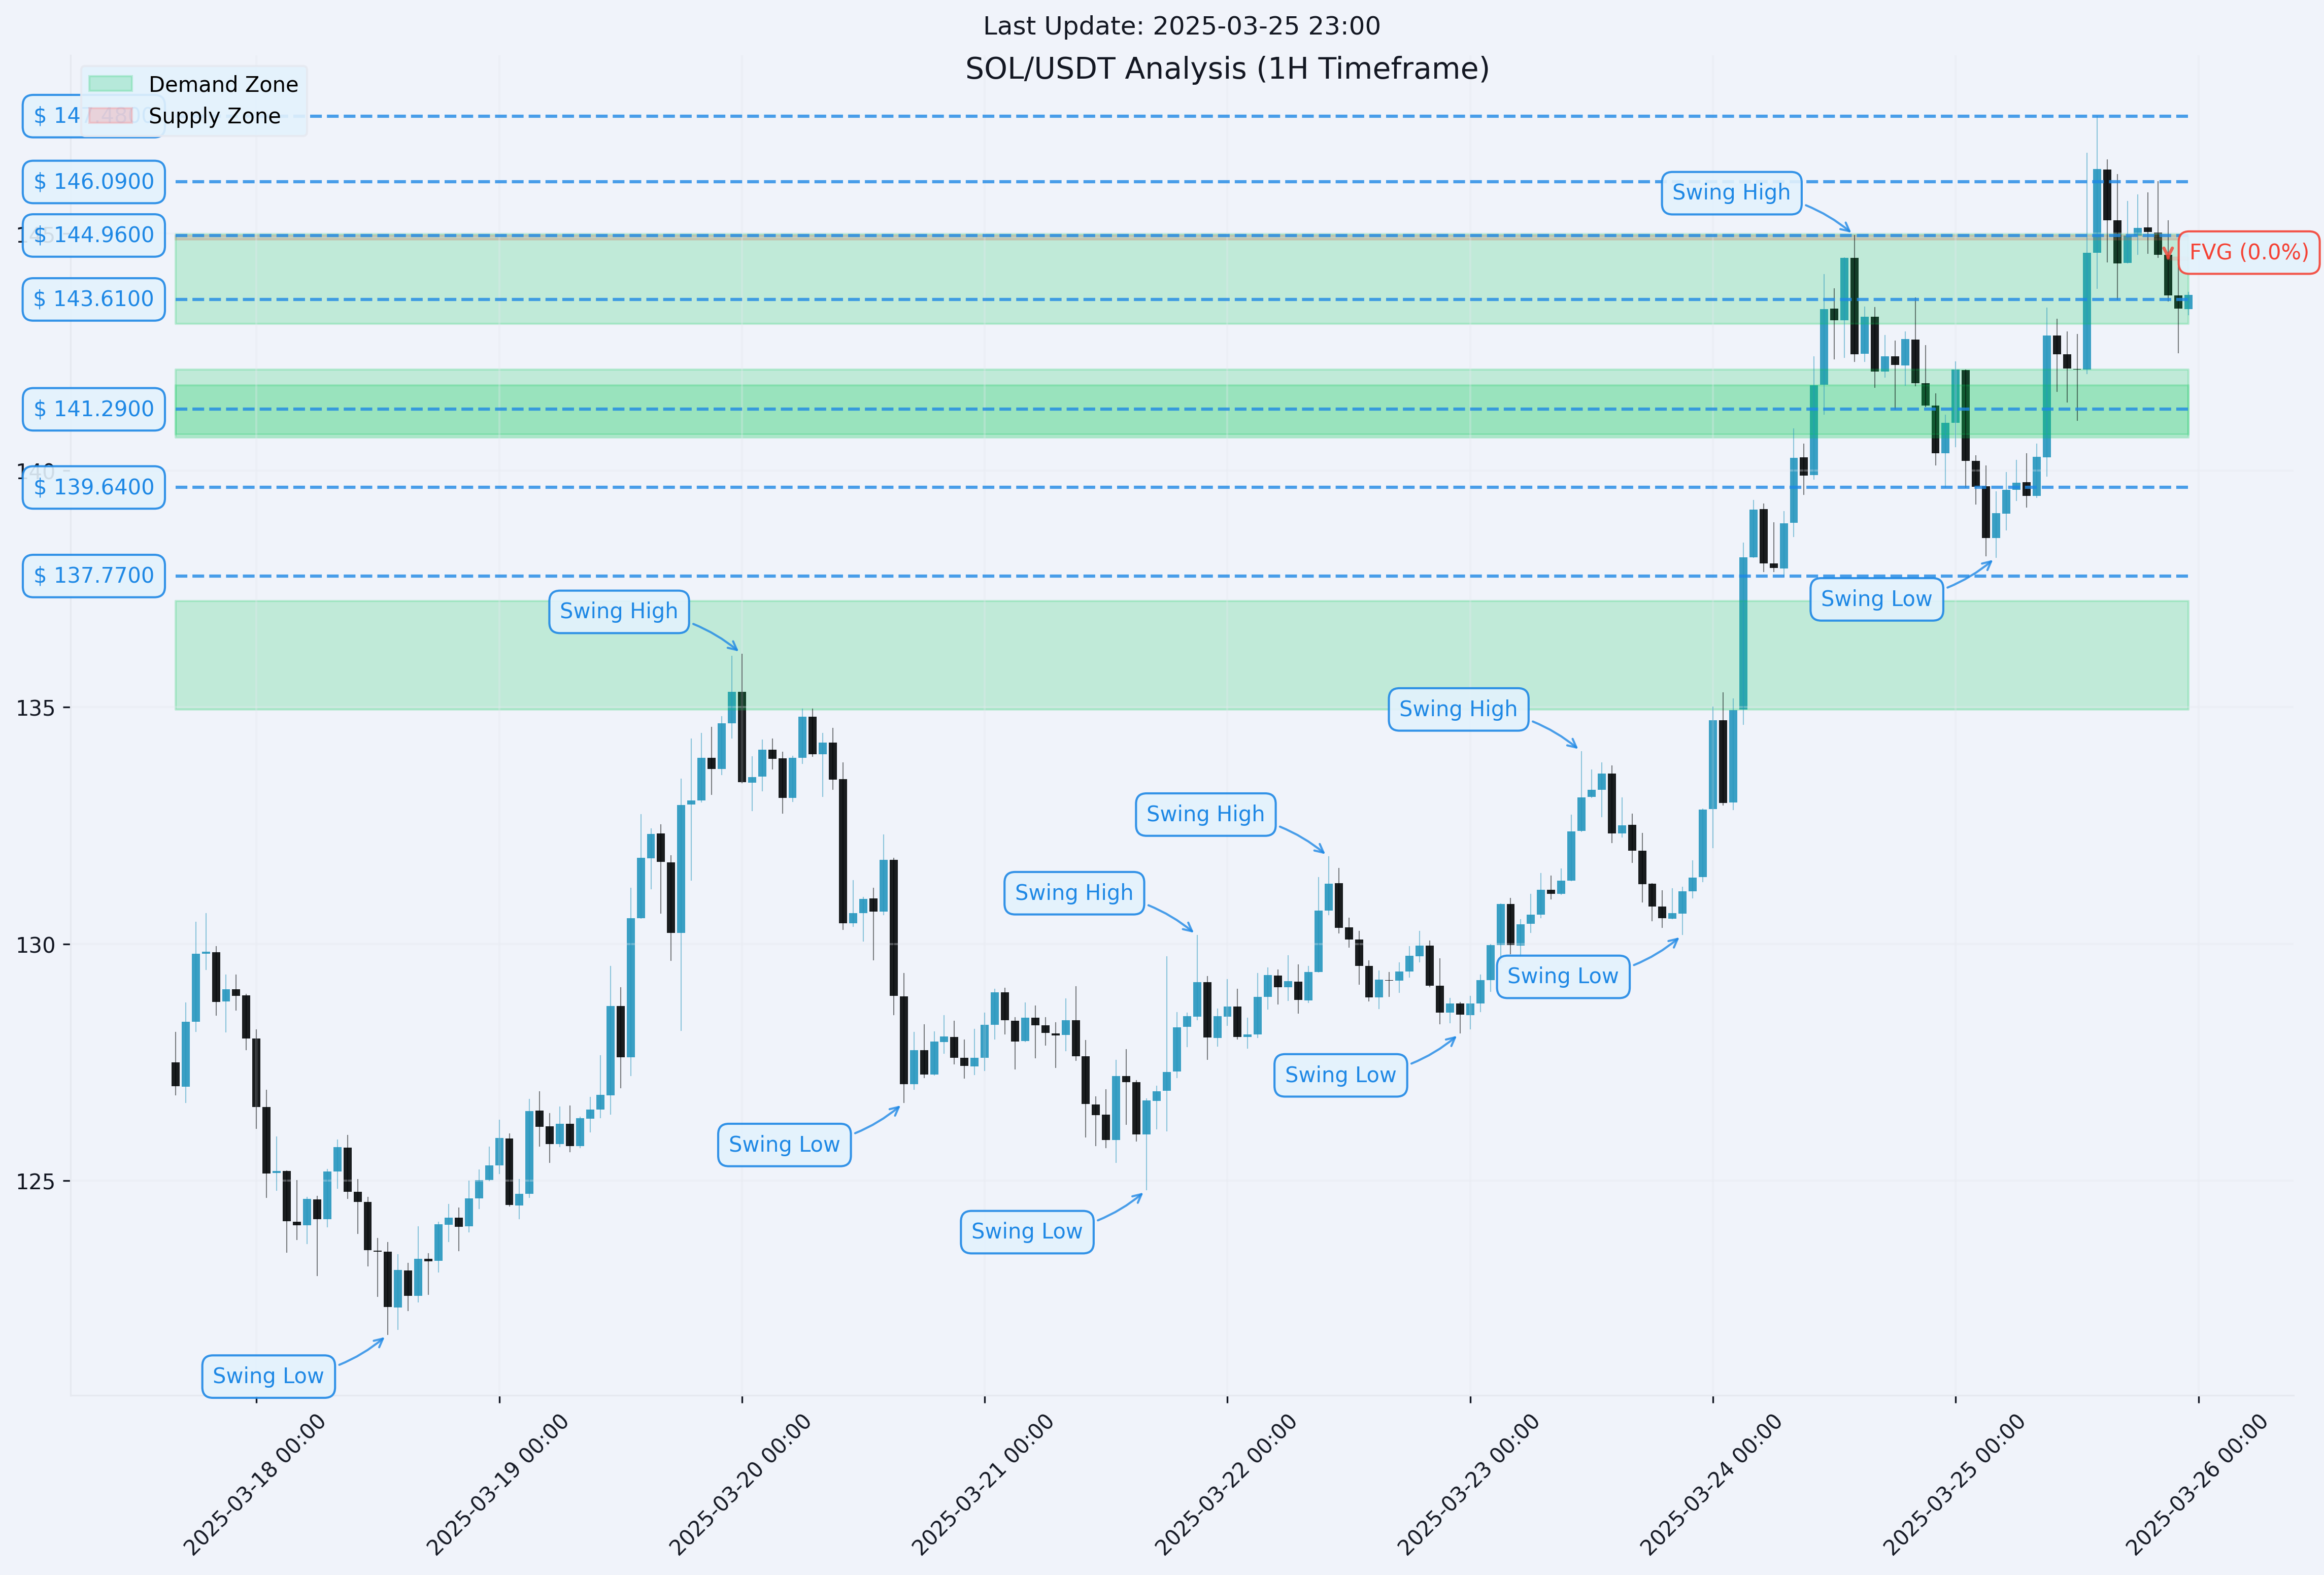 Last Update: 2025-03-25 23:00
SOL/USDT Analysis (1H Timeframe)
Demand Zone
Supply Zone
$ 147.4800
$ 146.0900
$ 144.9600
$ 143.6100
$ 141.2900
140
$ 139.6400
$ 137.7700
135
130
125
Swing High
FVG (0.0%)
Swing Low
Swing High
Swing High
Swing High
Swing High
Swing Low
Swing Low
Swing Low
Swing Low
Swing Low
2025-03-18 00:00
2025-03-19 00:00
2025-03-20 00:00
2025-03-21 00:00
2025-03-22 00:00
2025-03-23 00:00
2025-03-24 00:00
2025-03-25 00:00
2025-03-26 00:00